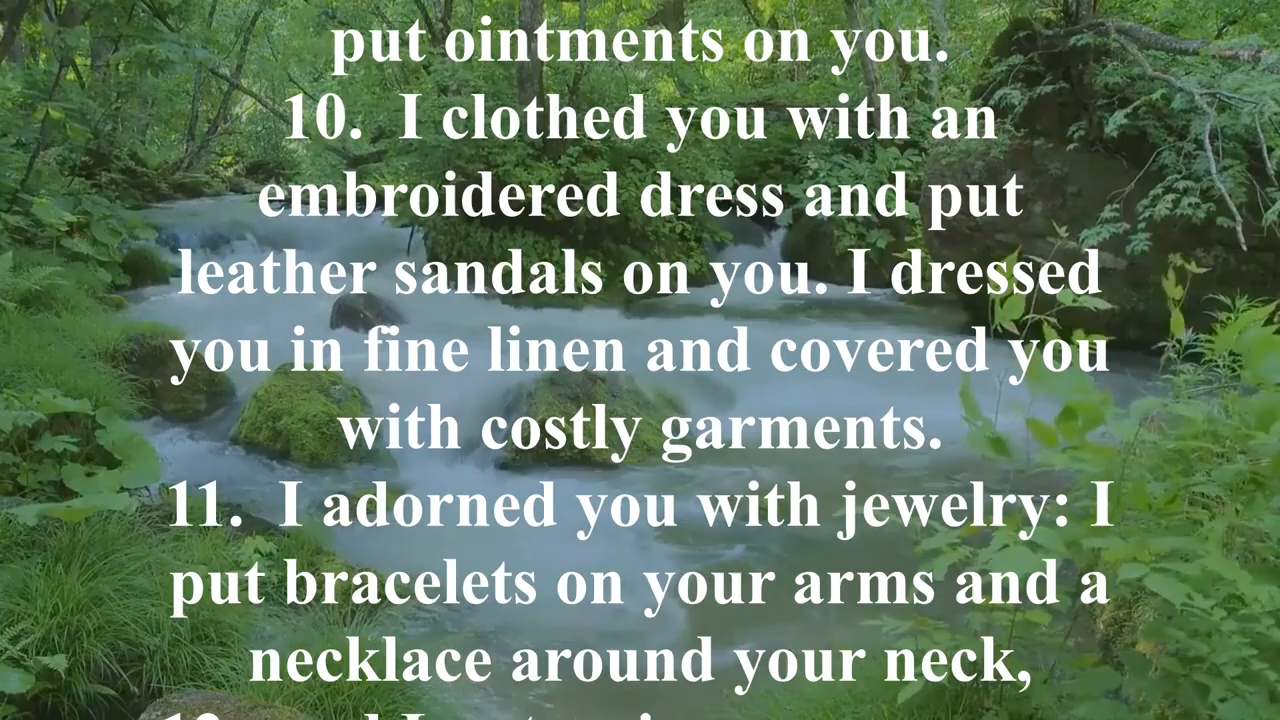 put ointments on you.
10.  I clothed you with an
embroidered dress and put
leather sandals on you. I dressed
you in fine linen and covered you
with costly garments.
11.  I adorned you with jewelry: I
put bracelets on your arms and a
necklace around your neck,